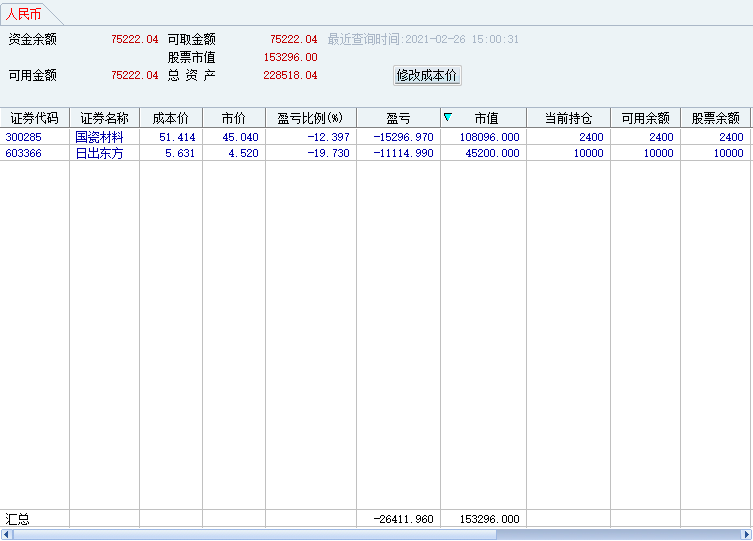 人民币
资金余额 75222.04 可取金额 75222.04 最近查询时间:2021-02-26 15:00:31
股票市值 153296.00
可用金额 75222.04 总 资 产 228518.04 修改成本价
证券代码 证券名称 成本价 市价 盈亏比例(%) 盈亏 市值 当前持仓 可用余额 股票余额
300285 国瓷材料 51.414 45.040 -12.397 -15296.970 108096.000 2400 2400 2400
603366 日出东方 5.631 4.520 -19.730 -11114.990 45200.000 10000 10000 10000
汇总 -26411.960 153296.000